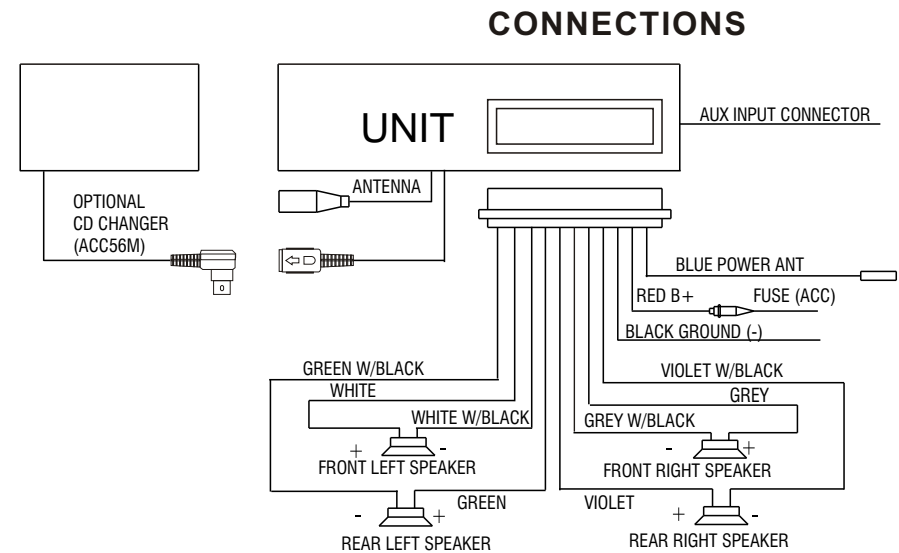 CONNECTIONS
UNIT
AUX INPUT CONNECTOR
ANTENNA
OPTIONAL
CD CHANGER
(ACC56M)
BLUE POWER ANT
RED B+
FUSE (ACC)
BLACK GROUND (-)
GREEN W/BLACK
VIOLET W/BLACK
WHITE
GREY
WHITE W/BLACK
GREY W/BLACK
+ -
- +
FRONT LEFT SPEAKER
FRONT RIGHT SPEAKER
GREEN
VIOLET
- +
+ -
REAR LEFT SPEAKER
REAR RIGHT SPEAKER